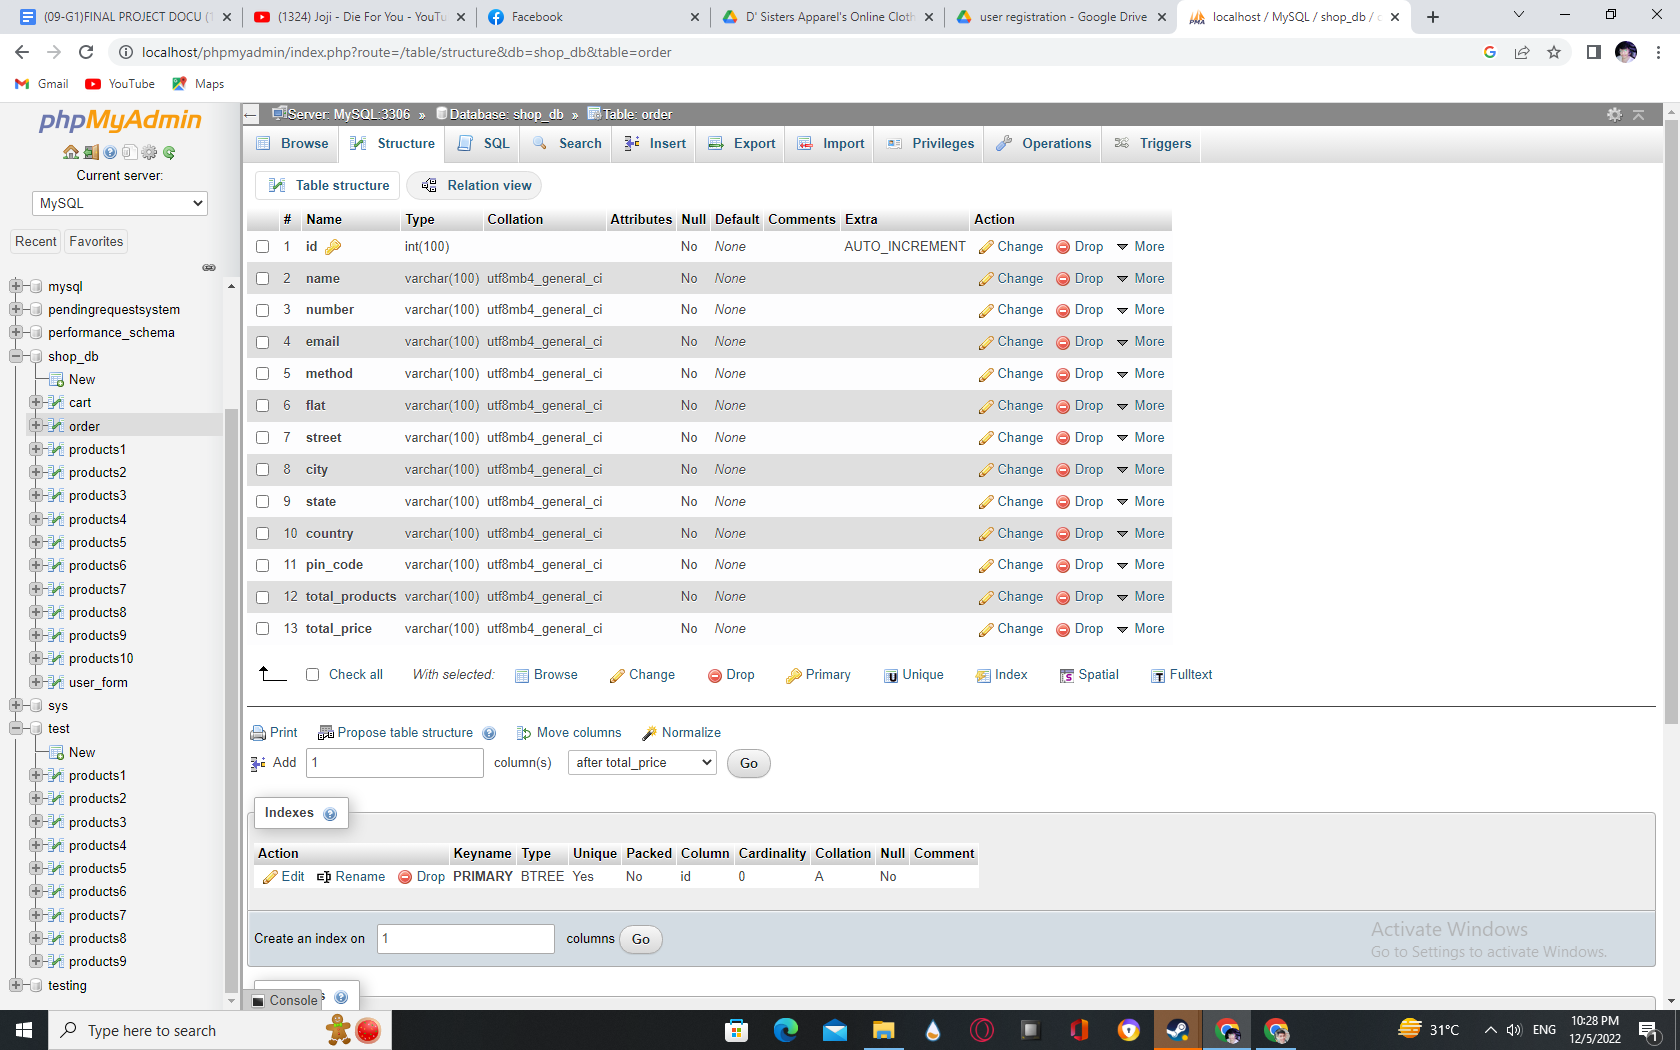 (09-G1)FINAL PROJECT DOCU (
(1324) Joji - Die For You - YouTu
Facebook
D' Sisters Apparel's Online Cloth
user registration - Google Drive
localhost / MySQL / shop_db / o
localhost/phpmyadmin/index.php?route=/table/structure&db=shop_db&table=order
Gmail YouTube Maps
phpMyAdmin
Current server:
MySQL
Recent Favorites
mysql
pendingrequestsystem
performance_schema
shop_db
New
cart
order
products1
products2
products3
products4
products5
products6
products7
products8
products9
products10
user_form
sys
test
New
products1
products2
products3
products4
products5
products6
products7
products8
products9
testing
Server: MySQL:3306 » Database: shop_db » Table: order
Browse Structure SQL Search Insert Export Import Privileges Operations Triggers
Table structure Relation view
# Name Type Collation Attributes Null Default Comments Extra Action
1 id int(100) No None AUTO_INCREMENT Change Drop More
2 name varchar(100) utf8mb4_general_ci No None Change Drop More
3 number varchar(100) utf8mb4_general_ci No None Change Drop More
4 email varchar(100) utf8mb4_general_ci No None Change Drop More
5 method varchar(100) utf8mb4_general_ci No None Change Drop More
6 flat varchar(100) utf8mb4_general_ci No None Change Drop More
7 street varchar(100) utf8mb4_general_ci No None Change Drop More
8 city varchar(100) utf8mb4_general_ci No None Change Drop More
9 state varchar(100) utf8mb4_general_ci No None Change Drop More
10 country varchar(100) utf8mb4_general_ci No None Change Drop More
11 pin_code varchar(100) utf8mb4_general_ci No None Change Drop More
12 total_products varchar(100) utf8mb4_general_ci No None Change Drop More
13 total_price varchar(100) utf8mb4_general_ci No None Change Drop More
Check all With selected: Browse Change Drop Primary Unique Index Spatial Fulltext
Print Propose table structure Move columns Normalize
Add 1 column(s) after total_price Go
Indexes
Action Keyname Type Unique Packed Column Cardinality Collation Null Comment
Edit Rename Drop PRIMARY BTREE Yes No id 0 A No
Create an index on 1 columns Go
Activate Windows
Go to Settings to activate Windows.
Console
Type here to search
31°C ENG
10:28 PM
12/5/2022
1